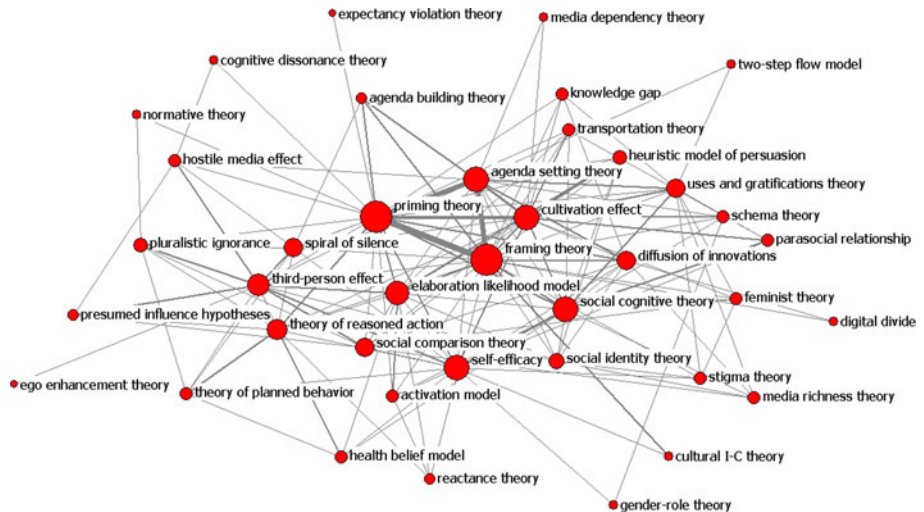 expectancy violation theory
media dependency theory
cognitive dissonance theory
two-step flow model
agenda building theory
knowledge gap
normative theory
transportation theory
hostile media effect
heuristic model of persuasion
agenda setting theory
uses and gratifications theory
priming theory
cultivation effect
schema theory
pluralistic ignorance
spiral of silence
parasocial relationship
framing theory
diffusion of innovations
third-person effect
elaboration likelihood model
social cognitive theory
feminist theory
presumed influence hypotheses
digital divide
theory of reasoned action
social comparison theory
self-efficacy
social identity theory
stigma theory
ego enhancement theory
theory of planned behavior
activation model
media richness theory
health belief model
cultural I-C theory
reactance theory
gender-role theory